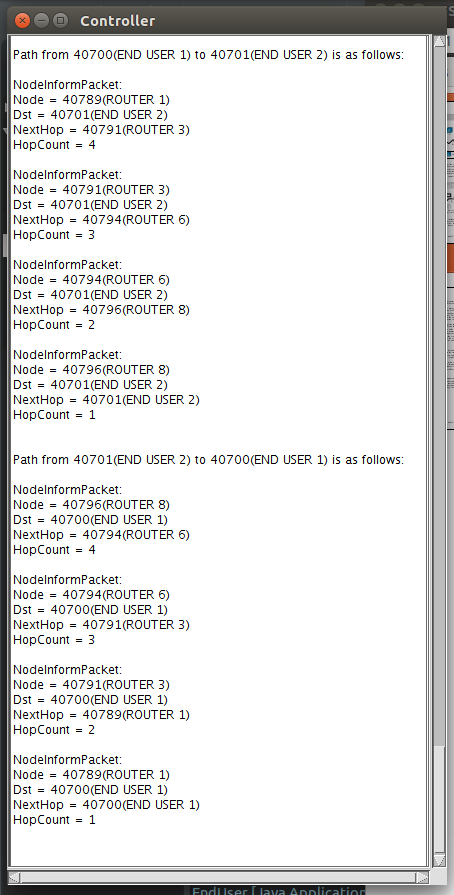 Controller
Path from 40700(END USER 1) to 40701(END USER 2) is as follows:
NodeInformPacket:
Node = 40789(ROUTER 1)
Dst = 40701(END USER 2)
NextHop = 40791(ROUTER 3)
HopCount = 4
NodeInformPacket:
Node = 40791(ROUTER 3)
Dst = 40701(END USER 2)
NextHop = 40794(ROUTER 6)
HopCount = 3
NodeInformPacket:
Node = 40794(ROUTER 6)
Dst = 40701(END USER 2)
NextHop = 40796(ROUTER 8)
HopCount = 2
NodeInformPacket:
Node = 40796(ROUTER 8)
Dst = 40701(END USER 2)
NextHop = 40701(END USER 2)
HopCount = 1
Path from 40701(END USER 2) to 40700(END USER 1) is as follows:
NodeInformPacket:
Node = 40796(ROUTER 8)
Dst = 40700(END USER 1)
NextHop = 40794(ROUTER 6)
HopCount = 4
NodeInformPacket:
Node = 40794(ROUTER 6)
Dst = 40700(END USER 1)
NextHop = 40791(ROUTER 3)
HopCount = 3
NodeInformPacket:
Node = 40791(ROUTER 3)
Dst = 40700(END USER 1)
NextHop = 40789(ROUTER 1)
HopCount = 2
NodeInformPacket:
Node = 40789(ROUTER 1)
Dst = 40700(END USER 1)
NextHop = 40700(END USER 1)
HopCount = 1
EndUser [Java Application